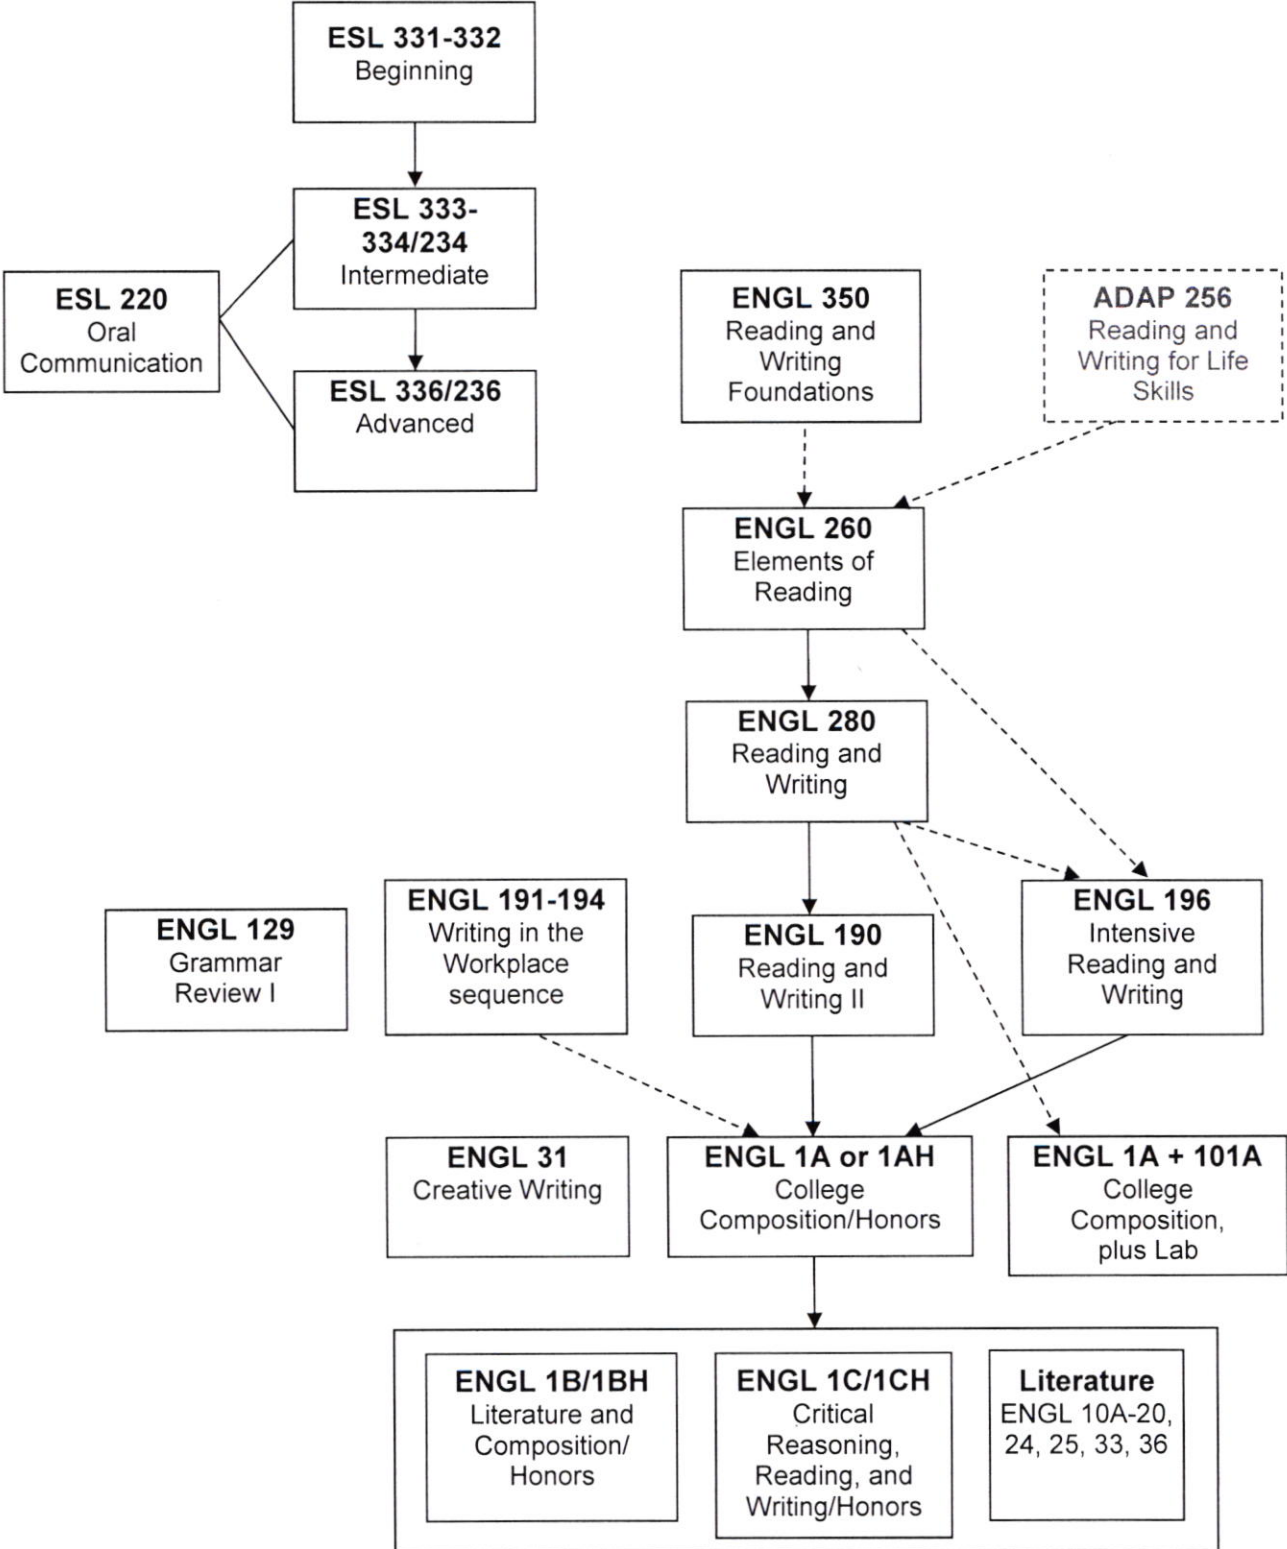 ESL 331-332
Beginning
ESL 333-
334/234
Intermediate
ESL 220
Oral
Communication
ESL 336/236
Advanced
ENGL 350
Reading and
Writing
Foundations
ADAP 256
Reading and
Writing for Life
Skills
ENGL 260
Elements of
Reading
ENGL 280
Reading and
Writing
ENGL 129
Grammar
Review I
ENGL 191-194
Writing in the
Workplace
sequence
ENGL 190
Reading and
Writing II
ENGL 196
Intensive
Reading and
Writing
ENGL 31
Creative Writing
ENGL 1A or 1AH
College
Composition/Honors
ENGL 1A + 101A
College
Composition,
plus Lab
ENGL 1B/1BH
Literature and
Composition/
Honors
ENGL 1C/1CH
Critical
Reasoning,
Reading, and
Writing/Honors
Literature
ENGL 10A-20,
24, 25, 33, 36